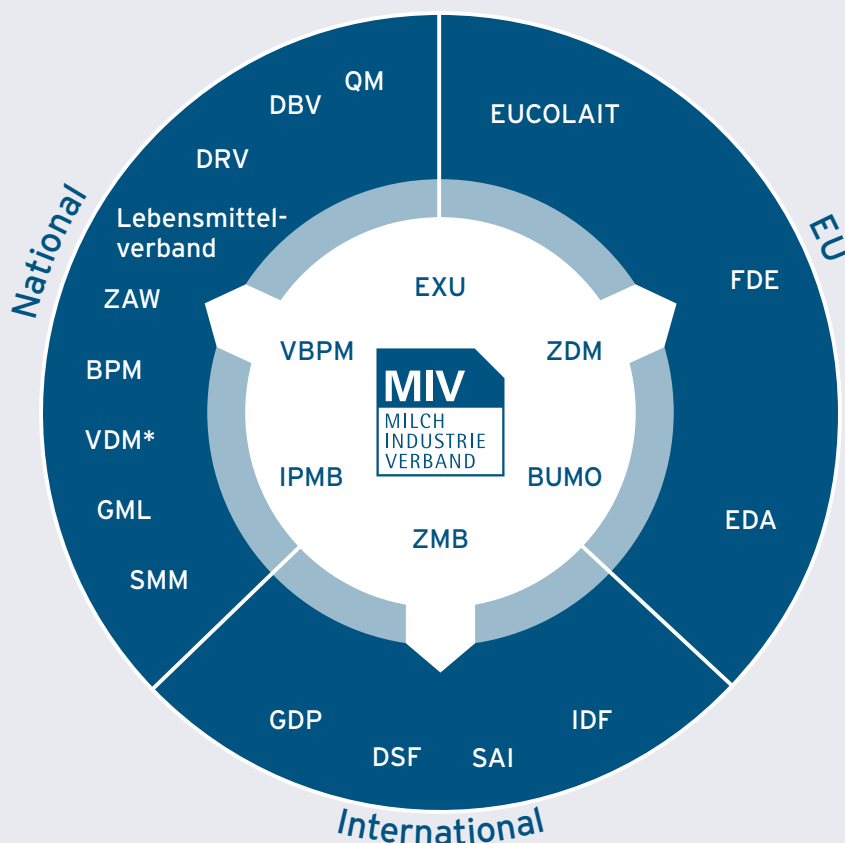 National
QM
DBV
DRV
Lebensmittel-
verband
ZAW
BPM
VDM*
GML
SMM
EU
EUCOLAIT
FDE
EDA
International
GDP
DSF
SAI
IDF
EXU
VBPM
ZDM
MIV
MILCH
INDUSTRIE
VERBAND
IPMB
BUMO
ZMB